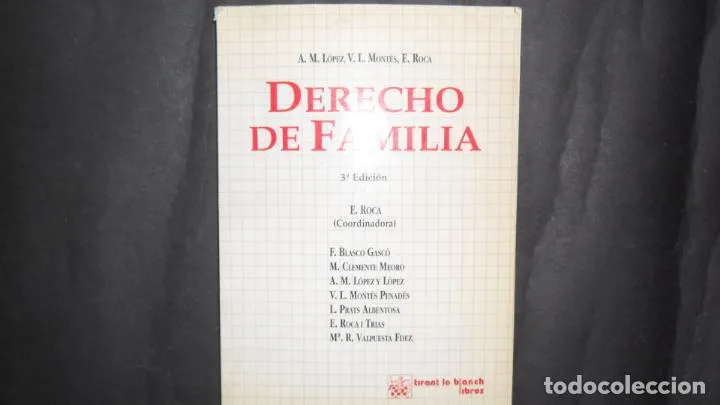 A. M. LÓPEZ, V. L. MONTÉS, E. ROCA
DERECHO
DE FAMILIA
3ª Edición
E. ROCA
(Coordinadora)
F. BLASCO GASCÓ
M. CLEMENTE MEORO
A. M. LÓPEZ Y LÓPEZ
V. L. MONTÉS PENADÉS
L. PRATS ALBENTOSA
E. ROCA I TRIAS
Mª. R. VALPUESTA FDEZ
tirant lo blanch
libros
todocoleccion.net